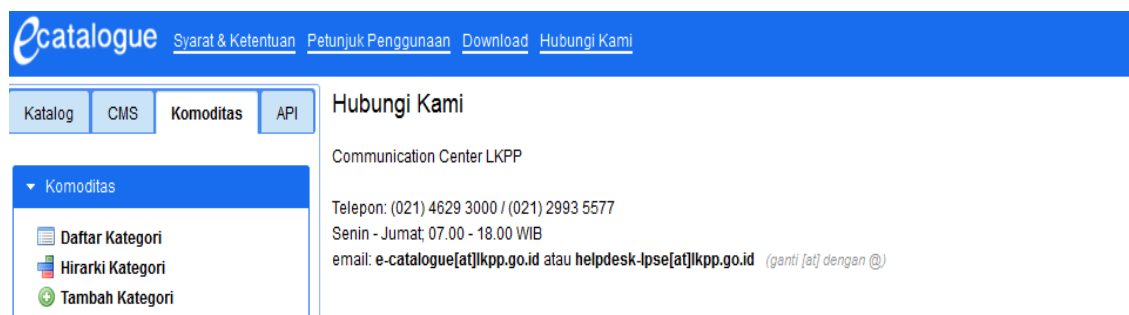 ecatalogue Syarat & Ketentuan Petunjuk Penggunaan Download Hubungi Kami
Katalog CMS Komoditas API
Komoditas
Daftar Kategori
Hirarki Kategori
Tambah Kategori
Hubungi Kami
Communication Center LKPP
Telepon: (021) 4629 3000 / (021) 2993 5577
Senin - Jumat; 07.00 - 18.00 WIB
email: e-catalogue[at]lkpp.go.id atau helpdesk-lpse[at]lkpp.go.id (ganti [at] dengan @)